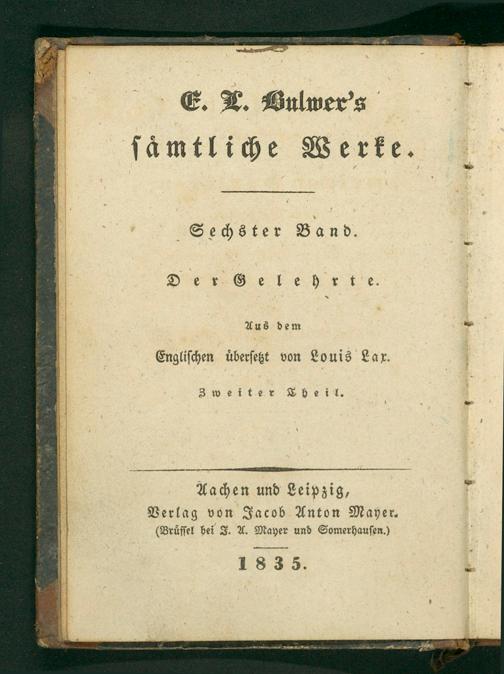 E. L. Bulwer's
sämtliche Werke.
Sechster Band.
Der Gelehrte.
Aus dem
Englischen übersetzt von Louis Lax.
Zweiter Theil.
Aachen und Leipzig,
Verlag von Jacob Anton Mayer.
(Brüssel bei J. A. Mayer und Somerhausen.)
1835.